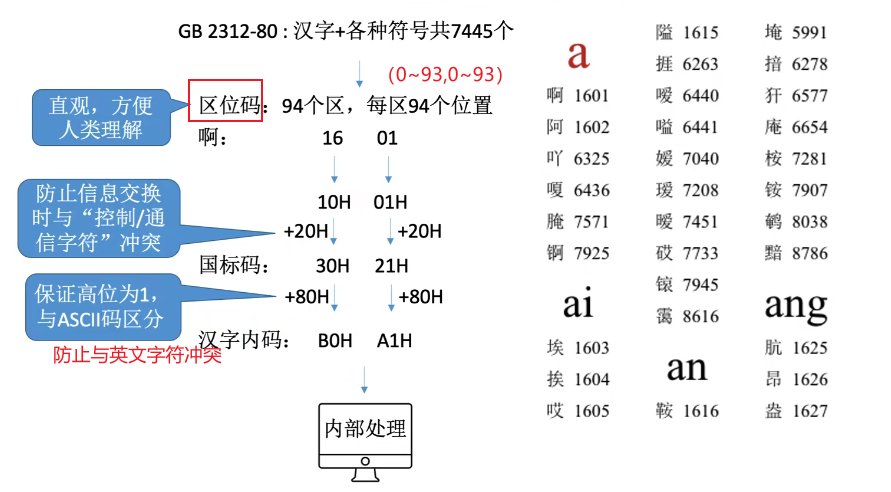 GB 2312-80 : 汉字+各种符号共7445个
（0~93,0~93）
直观，方便
人类理解
区位码：94个区，每区94个位置
啊： 16 01
10H 01H
防止信息交换
时与“控制/通
信字符”冲突
+20H +20H
国标码： 30H 21H
保证高位为1，
与ASCII码区分
+80H +80H
汉字内码： B0H A1H
防止与英文字符冲突
内部处理
a
啊 1601
阿 1602
吖 6325
嗄 6436
腌 7571
锕 7925
ai
埃 1603
挨 1604
哎 1605
隘 1615
捱 6263
嗳 6440
嗌 6441
嫒 7040
瑷 7208
暧 7451
砹 7733
锿 7945
霭 8616
an
鞍 1616
埯 5991
揞 6278
犴 6577
庵 6654
桉 7281
铵 7907
鹌 8038
黯 8786
ang
肮 1625
昂 1626
盎 1627